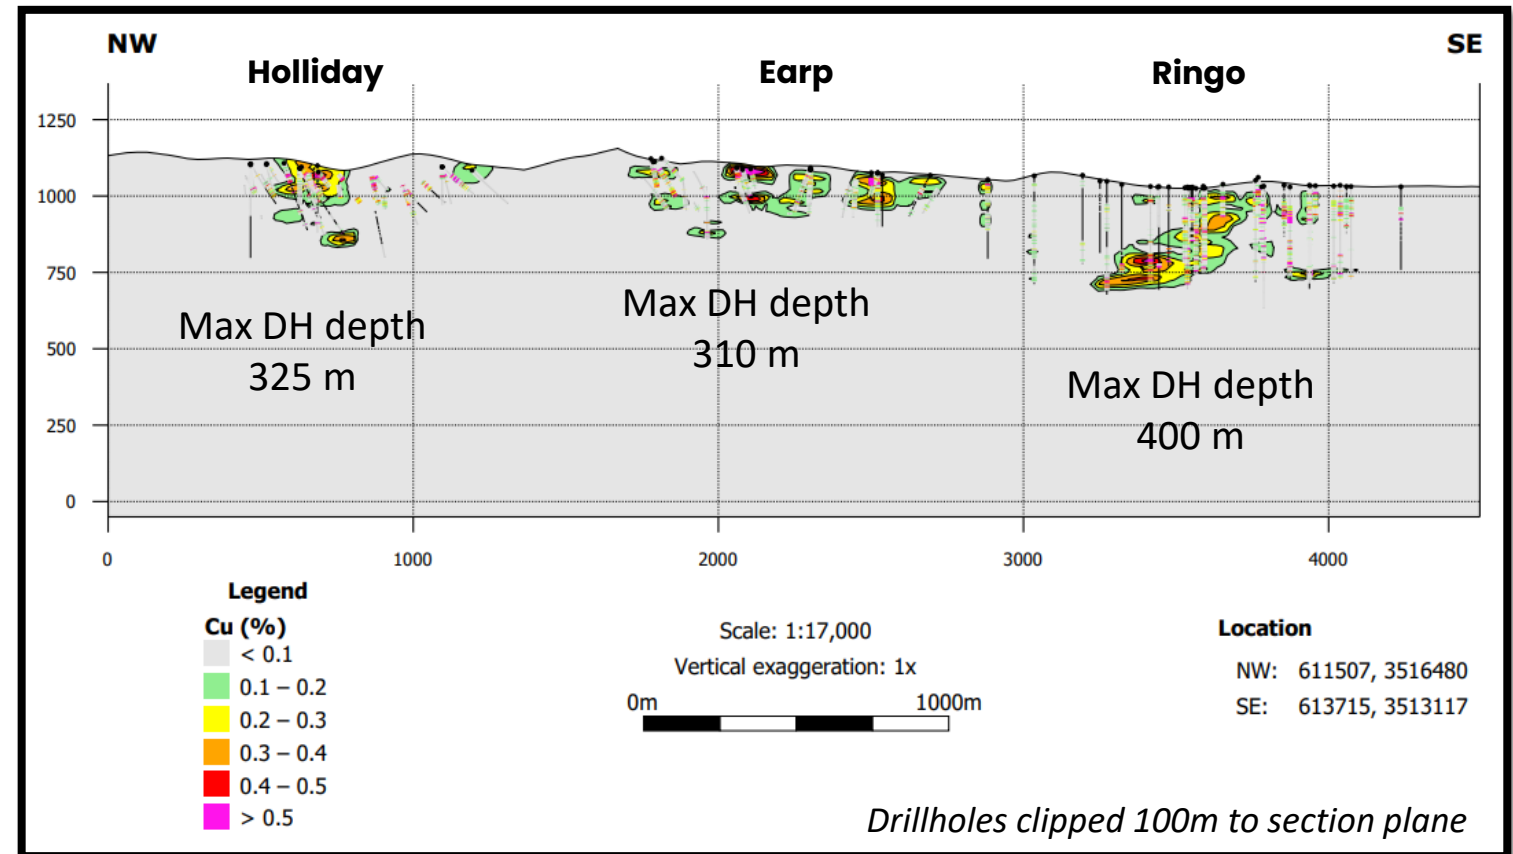 NW
SE
Holliday
Earp
Ringo
1250
1000
750
500
250
0
Max DH depth
325 m
Max DH depth
310 m
Max DH depth
400 m
0
1000
2000
3000
4000
Legend
Cu (%)
< 0.1
0.1 – 0.2
0.2 – 0.3
0.3 – 0.4
0.4 – 0.5
> 0.5
Scale: 1:17,000
Vertical exaggeration: 1x
0m 1000m
Location
NW: 611507, 3516480
SE: 613715, 3513117
Drillholes clipped 100m to section plane